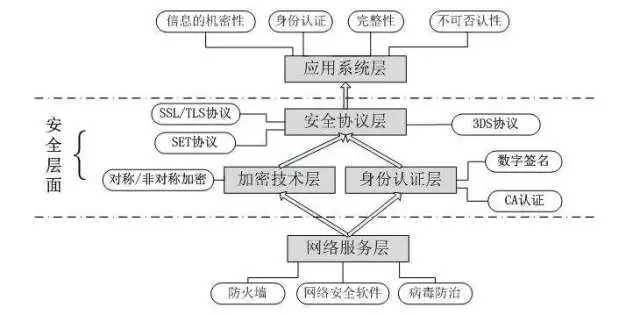 信息的机密性
身份认证
完整性
不可否认性
应用系统层
SSL/TLS协议
安全协议层
3DS协议
SET协议
安全层面
数字签名
对称/非对称加密
加密技术层
身份认证层
CA认证
网络服务层
防火墙
网络安全软件
病毒防治